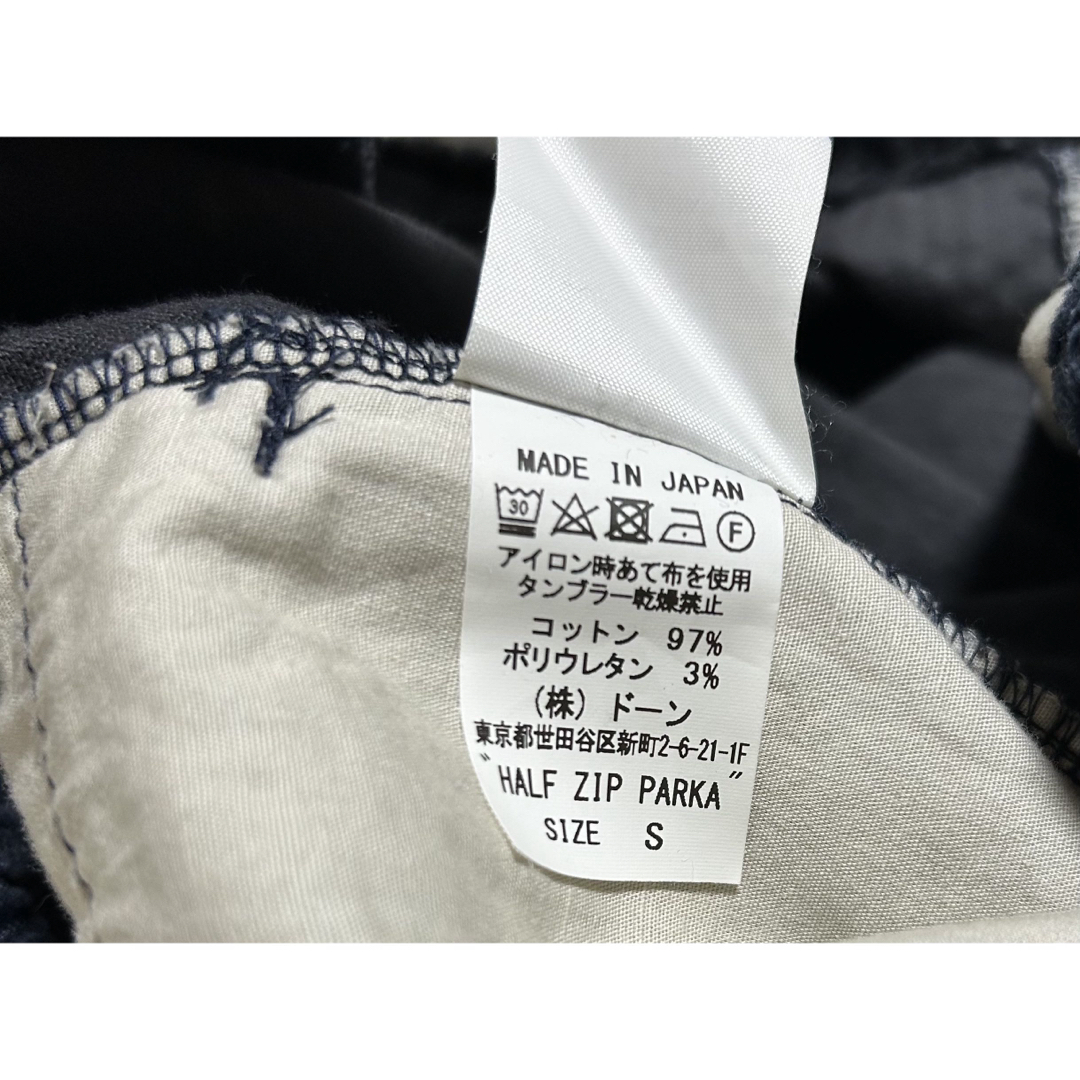 MADE IN JAPAN
30 F
アイロン時あて布を使用
タンブラー乾燥禁止
コットン 97%
ポリウレタン 3%
(株) ドーン
東京都世田谷区新町2-6-21-1F
"HALF ZIP PARKA"
SIZE S